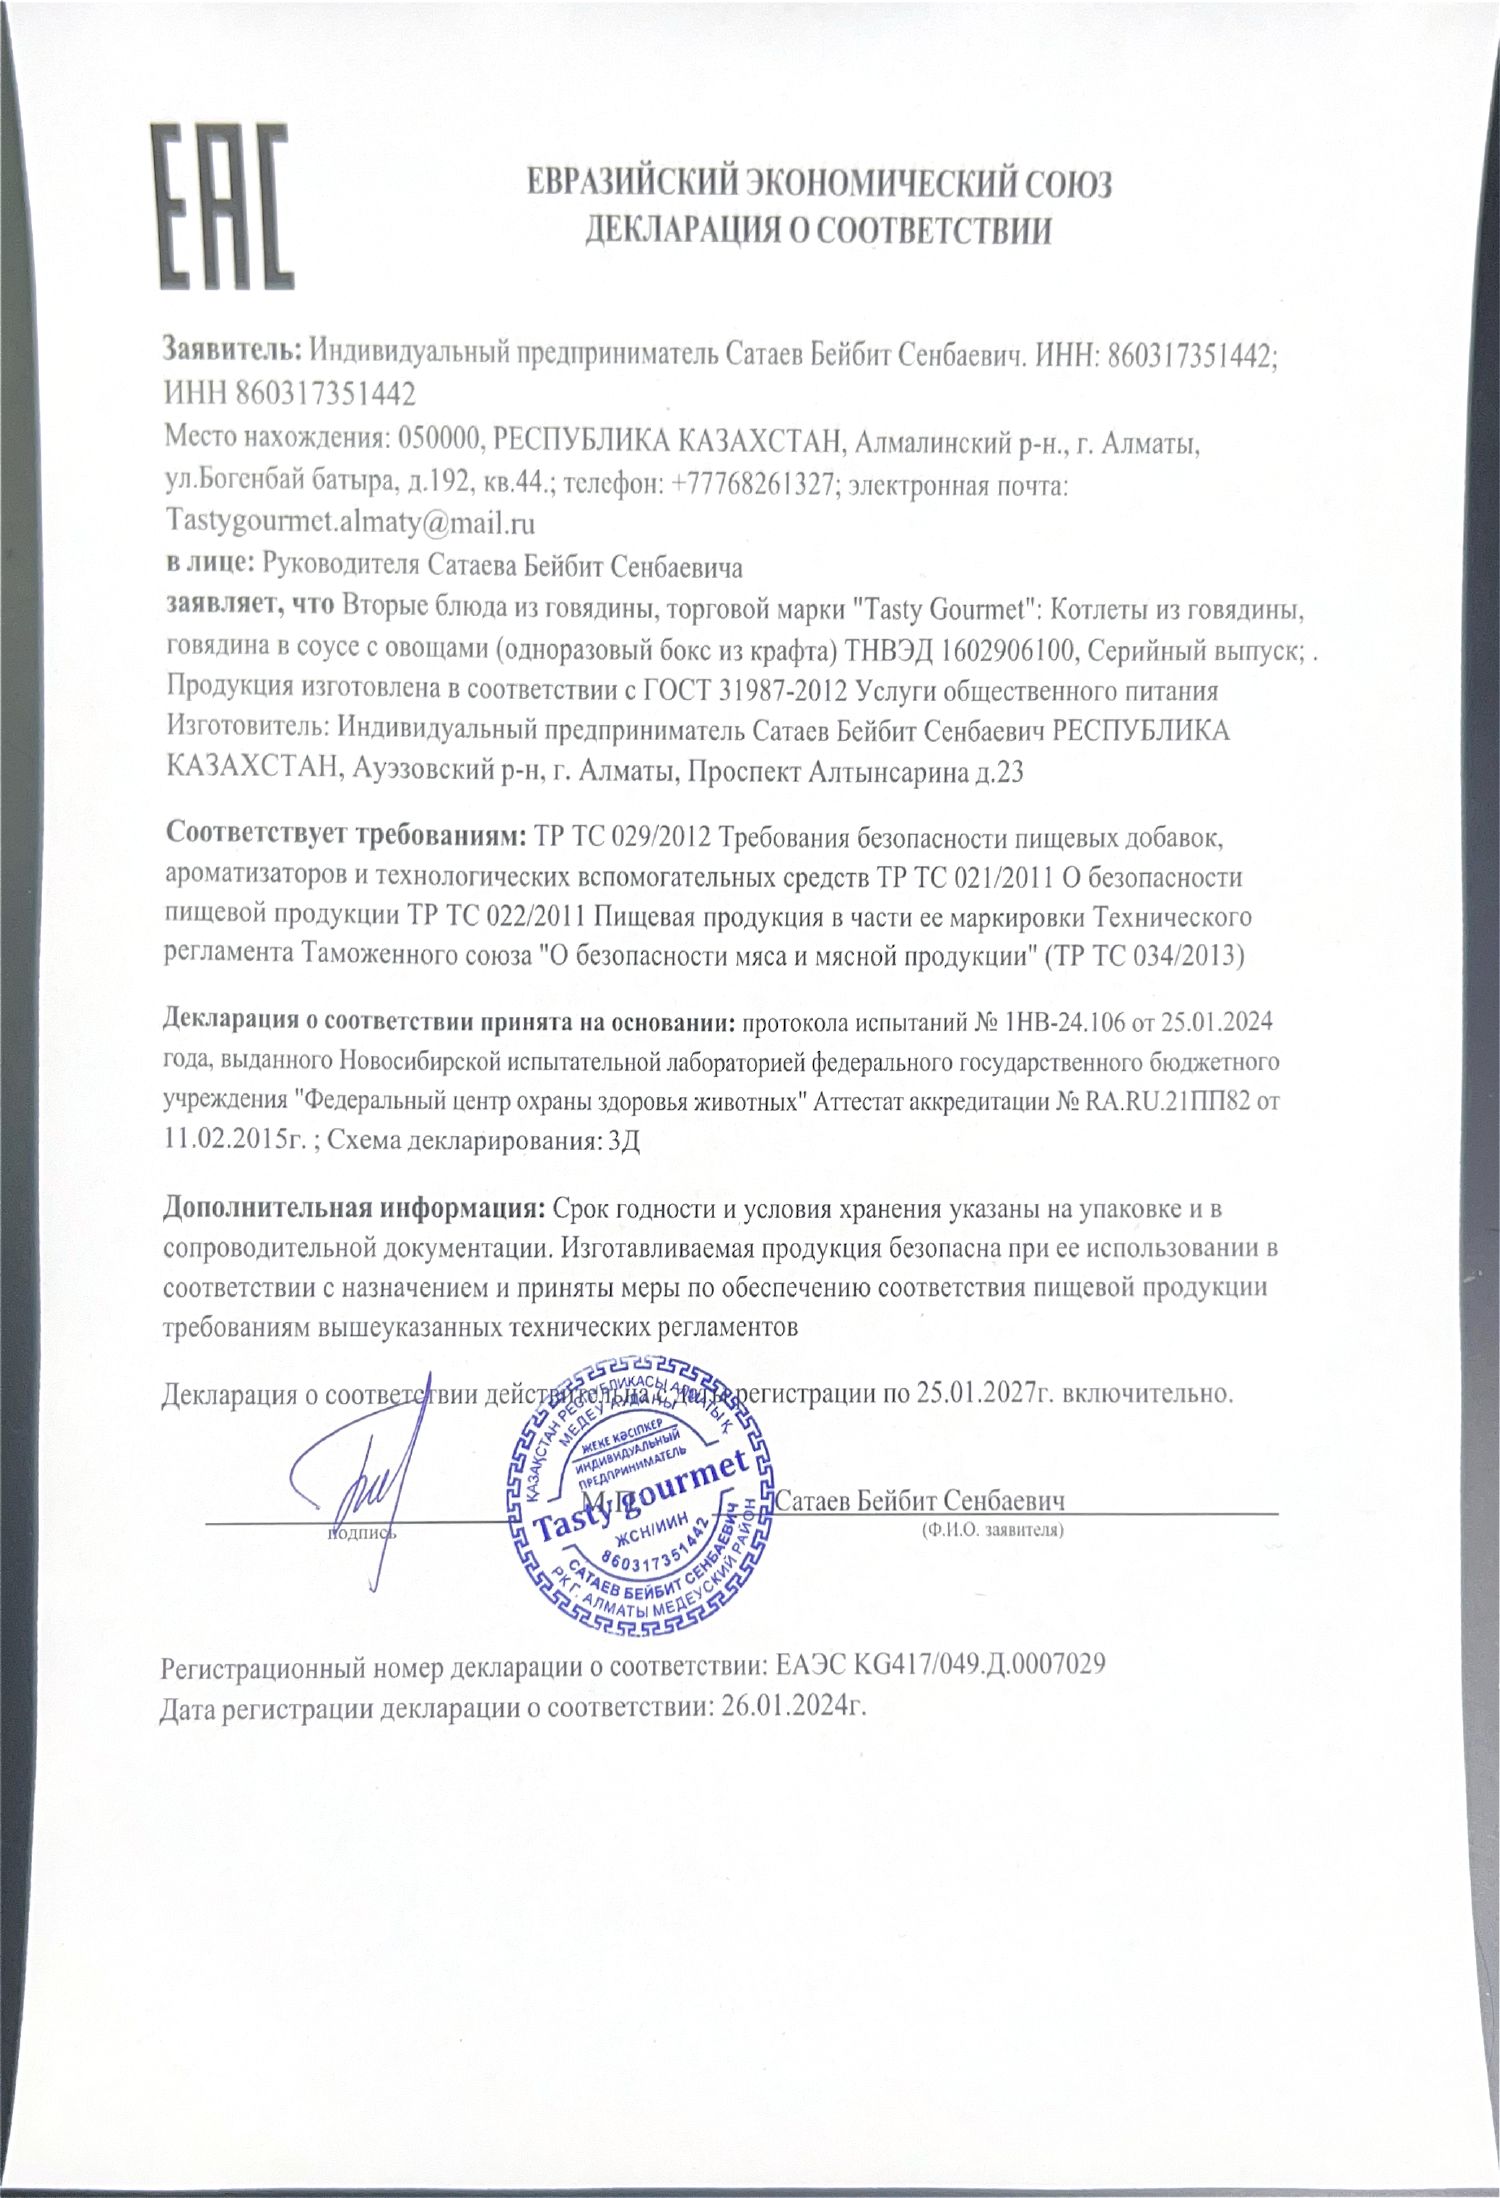 EAC
ЕВРАЗИЙСКИЙ ЭКОНОМИЧЕСКИЙ СОЮЗ
ДЕКЛАРАЦИЯ О СООТВЕТСТВИИ
Заявитель: Индивидуальный предприниматель Сатаев Бейбит Сенбаевич. ИНН: 860317351442;
ИНН 860317351442
Место нахождения: 050000, РЕСПУБЛИКА КАЗАХСТАН, Алмалинский р-н., г. Алматы,
ул.Богенбай батыра, д.192, кв.44.; телефон: +77768261327; электронная почта:
Tastygourmet.almaty@mail.ru
в лице: Руководителя Сатаева Бейбит Сенбаевича
заявляет, что Вторые блюда из говядины, торговой марки "Tasty Gourmet": Котлеты из говядины,
говядина в соусе с овощами (одноразовый бокс из крафта) ТНВЭД 1602906100, Серийный выпуск; .
Продукция изготовлена в соответствии с ГОСТ 31987-2012 Услуги общественного питания
Изготовитель: Индивидуальный предприниматель Сатаев Бейбит Сенбаевич РЕСПУБЛИКА
КАЗАХСТАН, Ауэзовский р-н, г. Алматы, Проспект Алтынсарина д.23
Соответствует требованиям: ТР ТС 029/2012 Требования безопасности пищевых добавок,
ароматизаторов и технологических вспомогательных средств ТР ТС 021/2011 О безопасности
пищевой продукции ТР ТС 022/2011 Пищевая продукция в части ее маркировки Технического
регламента Таможенного союза "О безопасности мяса и мясной продукции" (ТР ТС 034/2013)
Декларация о соответствии принята на основании: протокола испытаний № 1НВ-24.106 от 25.01.2024
года, выданного Новосибирской испытательной лабораторией федерального государственного бюджетного
учреждения "Федеральный центр охраны здоровья животных" Аттестат аккредитации № RA.RU.21ПП82 от
11.02.2015г. ; Схема декларирования: 3Д
Дополнительная информация: Срок годности и условия хранения указаны на упаковке и в
сопроводительной документации. Изготавливаемая продукция безопасна при ее использовании в
соответствии с назначением и приняты меры по обеспечению соответствия пищевой продукции
требованиям вышеуказанных технических регламентов
Декларация о соответствии действительна с даты регистрации по 25.01.2027г. включительно.
ҚАЗАҚСТАН РЕСПУБЛИКАСЫ АЛМАТЫ Қ.
МЕДЕУ АУДАНЫ
ЖЕКЕ КӘСІПКЕР
ИНДИВИДУАЛЬНЫЙ
ПРЕДПРИНИМАТЕЛЬ
Tasty gourmet
ЖСН/ИИН
860317351442
САТАЕВ БЕЙБИТ СЕНБАЕВИЧ
РК Г. АЛМАТЫ МЕДЕУСКИЙ РАЙОН
М.П.
Сатаев Бейбит Сенбаевич
подпись
(Ф.И.О. заявителя)
Регистрационный номер декларации о соответствии: ЕАЭС KG417/049.Д.0007029
Дата регистрации декларации о соответствии: 26.01.2024г.